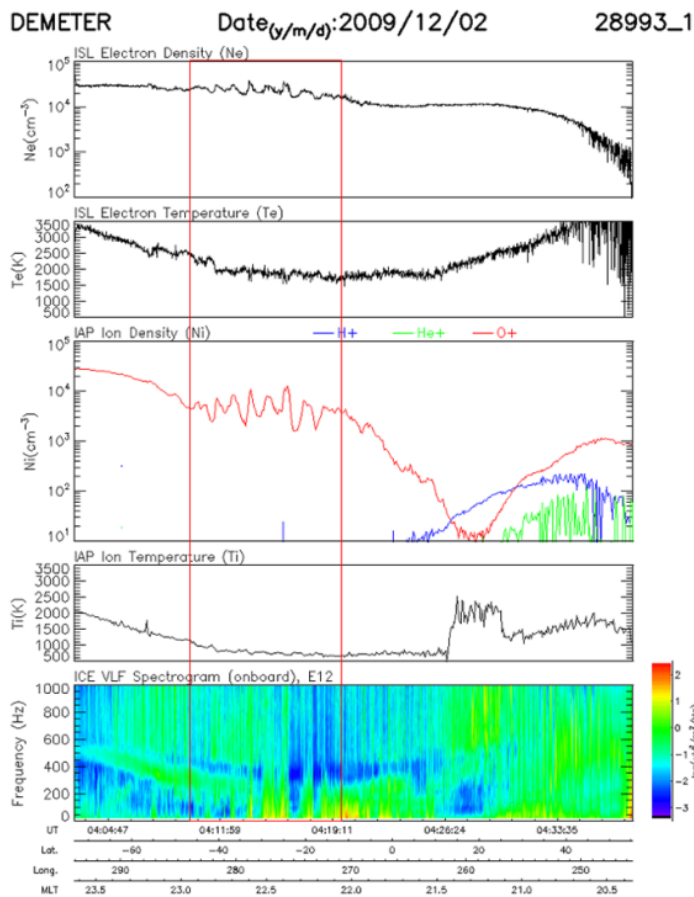 DEMETER Date(y/m/d):2009/12/02 28993_1
ISL Electron Density (Ne)
10^5
10^4
10^3
10^2
Ne(cm^-3)
ISL Electron Temperature (Te)
3500
3000
2500
2000
1500
1000
500
Te(K)
IAP Ion Density (Ni) H+ He+ O+
10^5
10^4
10^3
10^2
10^1
Ni(cm^-3)
IAP Ion Temperature (Ti)
3500
3000
2500
2000
1500
1000
500
Ti(K)
ICE VLF Spectrogram (onboard), E12
1000
800
600
400
200
0
Frequency (Hz)
2
1
0
-1
-2
-3
UT 04:04:47 04:11:59 04:19:11 04:26:24 04:33:35
Lat. -60 -40 -20 0 20 40
Long. 290 280 270 260 250
MLT 23.5 23.0 22.5 22.0 21.5 21.0 20.5